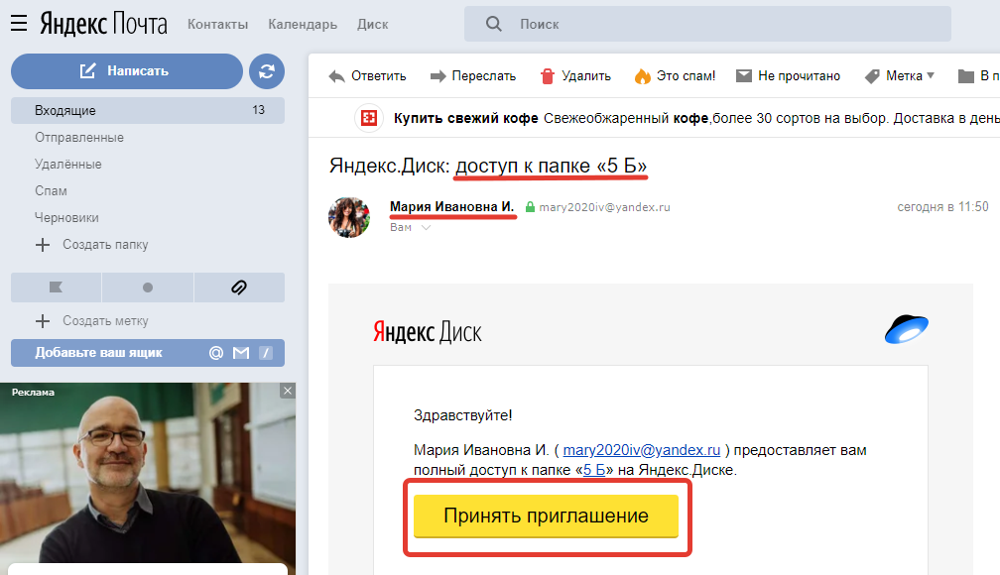 Яндекс Почта
Контакты
Календарь
Диск
Поиск
Написать
Входящие 13
Отправленные
Удалённые
Спам
Черновики
Создать папку
Создать метку
Добавьте ваш ящик
Реклама
Ответить
Переслать
Удалить
Это спам!
Не прочитано
Метка
В п
Купить свежий кофе Свежеобжаренный кофе,более 30 сортов на выбор. Доставка в день
Яндекс.Диск: доступ к папке «5 Б»
Мария Ивановна И. mary2020iv@yandex.ru сегодня в 11:50
Вам
Яндекс Диск
Здравствуйте!
Мария Ивановна И. ( mary2020iv@yandex.ru ) предоставляет вам
полный доступ к папке «5 Б» на Яндекс.Диске.
Принять приглашение